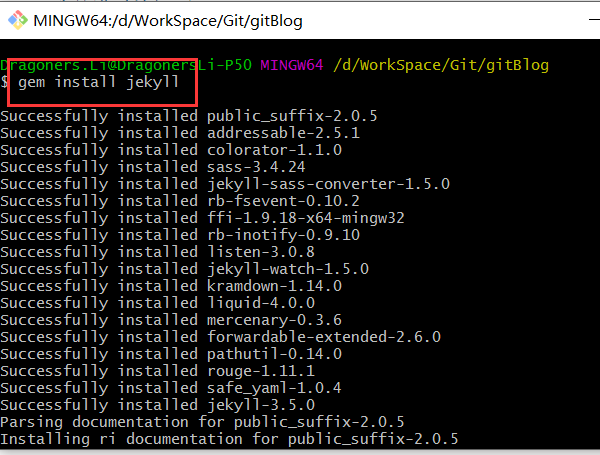 MINGW64:/d/WorkSpace/Git/gitBlog
Dragoners.Li@DragonersLi-P50 MINGW64 /d/WorkSpace/Git/gitBlog
$ gem install jekyll
Successfully installed public_suffix-2.0.5
Successfully installed addressable-2.5.1
Successfully installed colorator-1.1.0
Successfully installed sass-3.4.24
Successfully installed jekyll-sass-converter-1.5.0
Successfully installed rb-fsevent-0.10.2
Successfully installed ffi-1.9.18-x64-mingw32
Successfully installed rb-inotify-0.9.10
Successfully installed listen-3.0.8
Successfully installed jekyll-watch-1.5.0
Successfully installed kramdown-1.14.0
Successfully installed liquid-4.0.0
Successfully installed mercenary-0.3.6
Successfully installed forwardable-extended-2.6.0
Successfully installed pathutil-0.14.0
Successfully installed rouge-1.11.1
Successfully installed safe_yaml-1.0.4
Successfully installed jekyll-3.5.0
Parsing documentation for public_suffix-2.0.5
Installing ri documentation for public_suffix-2.0.5